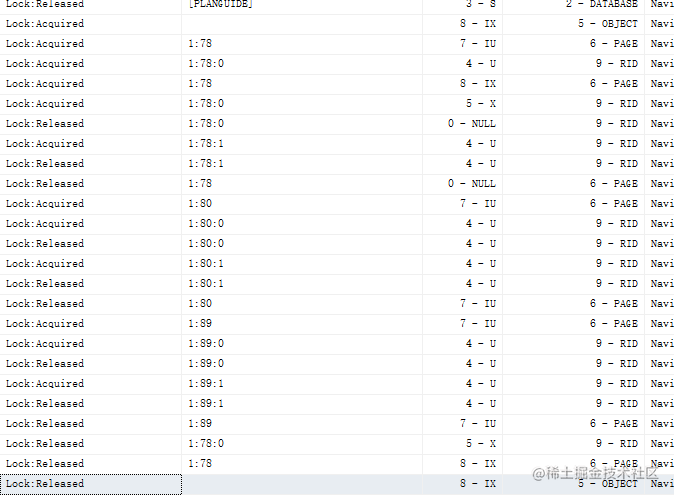 Lock:Released [PLANGUIDE] 3 - S 2 - DATABASE Navi
Lock:Acquired 8 - IX 5 - OBJECT Navi
Lock:Acquired 1:78 7 - IU 6 - PAGE Navi
Lock:Acquired 1:78:0 4 - U 9 - RID Navi
Lock:Acquired 1:78 8 - IX 6 - PAGE Navi
Lock:Acquired 1:78:0 5 - X 9 - RID Navi
Lock:Released 1:78:0 0 - NULL 9 - RID Navi
Lock:Acquired 1:78:1 4 - U 9 - RID Navi
Lock:Released 1:78:1 4 - U 9 - RID Navi
Lock:Released 1:78 0 - NULL 6 - PAGE Navi
Lock:Acquired 1:80 7 - IU 6 - PAGE Navi
Lock:Acquired 1:80:0 4 - U 9 - RID Navi
Lock:Released 1:80:0 4 - U 9 - RID Navi
Lock:Acquired 1:80:1 4 - U 9 - RID Navi
Lock:Released 1:80:1 4 - U 9 - RID Navi
Lock:Released 1:80 7 - IU 6 - PAGE Navi
Lock:Acquired 1:89 7 - IU 6 - PAGE Navi
Lock:Acquired 1:89:0 4 - U 9 - RID Navi
Lock:Released 1:89:0 4 - U 9 - RID Navi
Lock:Acquired 1:89:1 4 - U 9 - RID Navi
Lock:Released 1:89:1 4 - U 9 - RID Navi
Lock:Released 1:89 7 - IU 6 - PAGE Navi
Lock:Released 1:78:0 5 - X 9 - RID Navi
Lock:Released 1:78 8 - IX 6 - PAGE Navi
@稀土掘金技术社区
Lock:Released 8 - IX 5 - OBJECT Navi